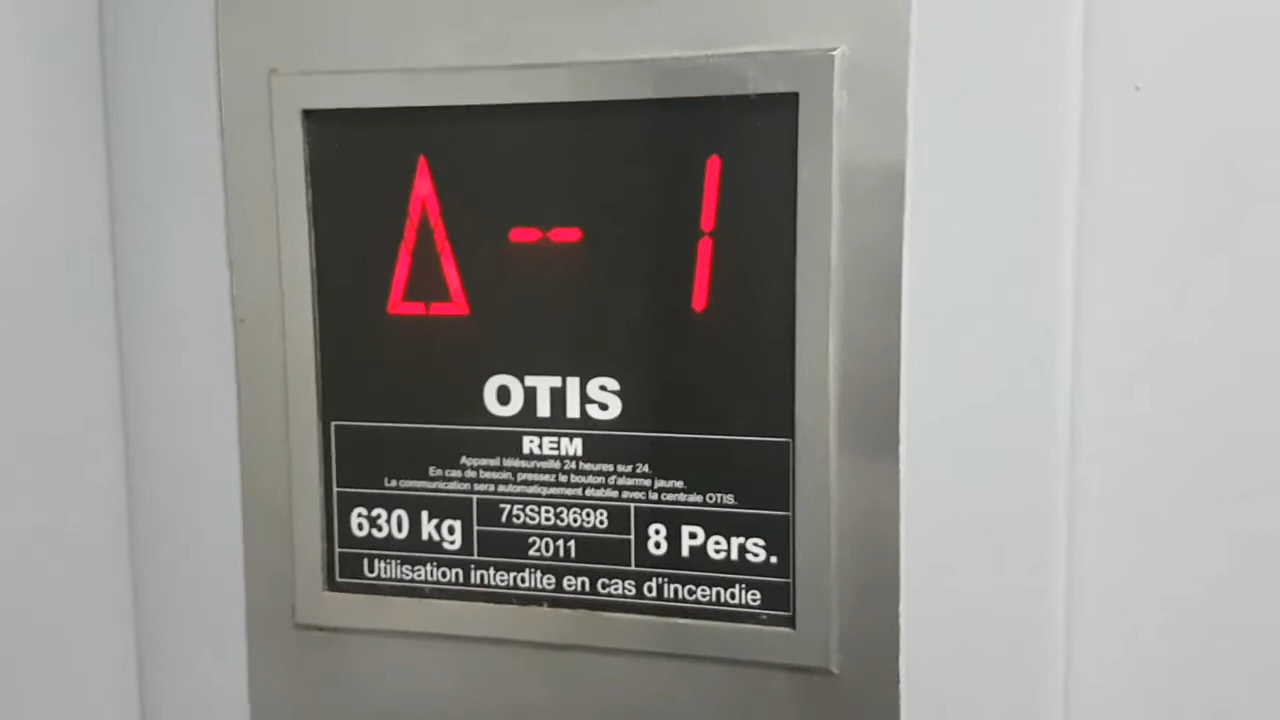 - 1
OTIS
REM
Appareil télésurveillé 24 heures sur 24.
En cas de besoin, pressez le bouton d'alarme jaune.
La communication sera automatiquement établie avec la centrale OTIS.
630 kg
75SB3698
2011
8 Pers.
Utilisation interdite en cas d'incendie